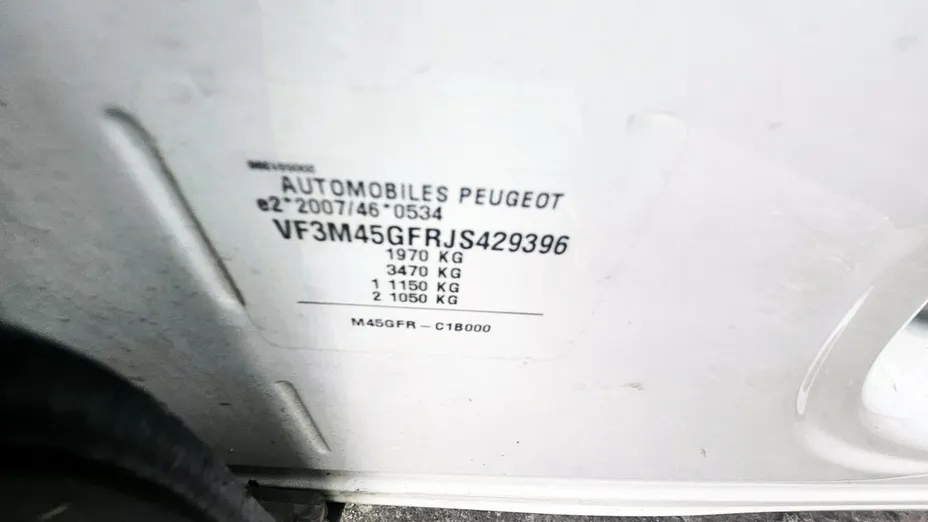 AUTOMOBILES PEUGEOT
e2*2007/46*0534
VF3M45GFRJS429396
1970 KG
3470 KG
1 1150 KG
2 1050 KG
M45GFR - C1B000